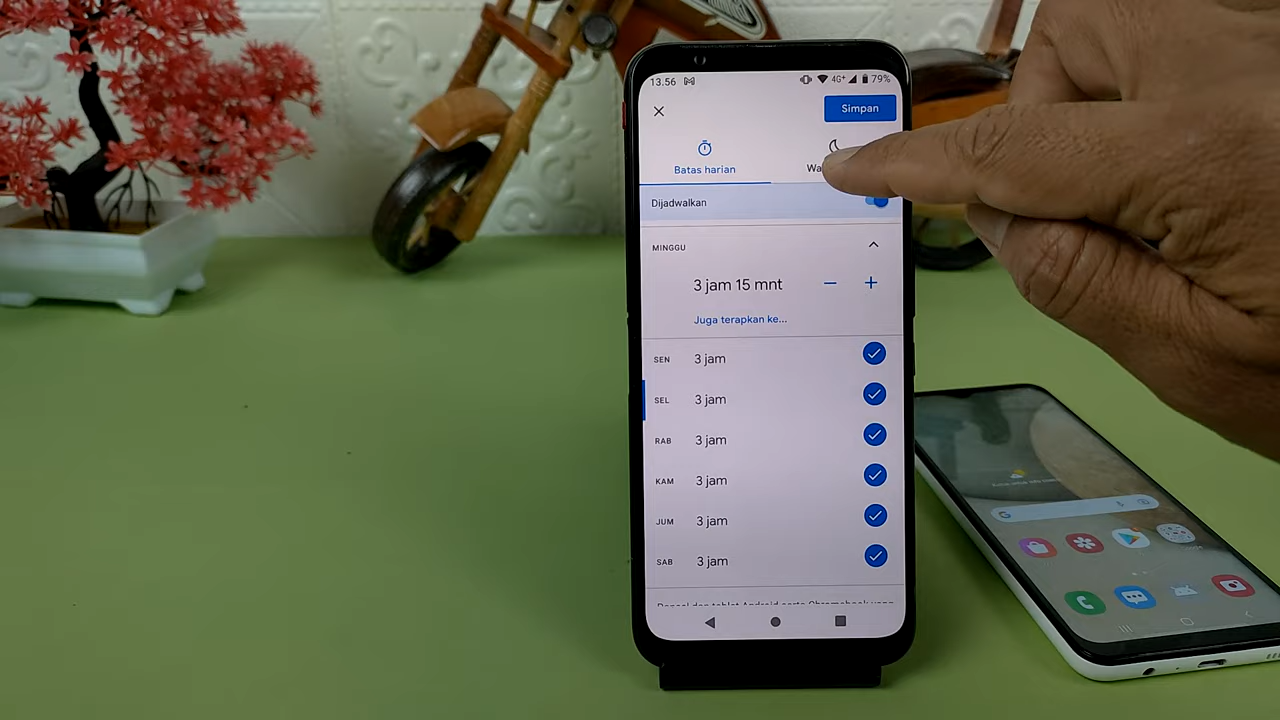 13.56 4G+ 79%
Simpan
Batas harian
Dijadwalkan
MINGGU
3 jam 15 mnt
Juga terapkan ke...
SEN 3 jam
SEL 3 jam
RAB 3 jam
KAM 3 jam
JUM 3 jam
SAB 3 jam